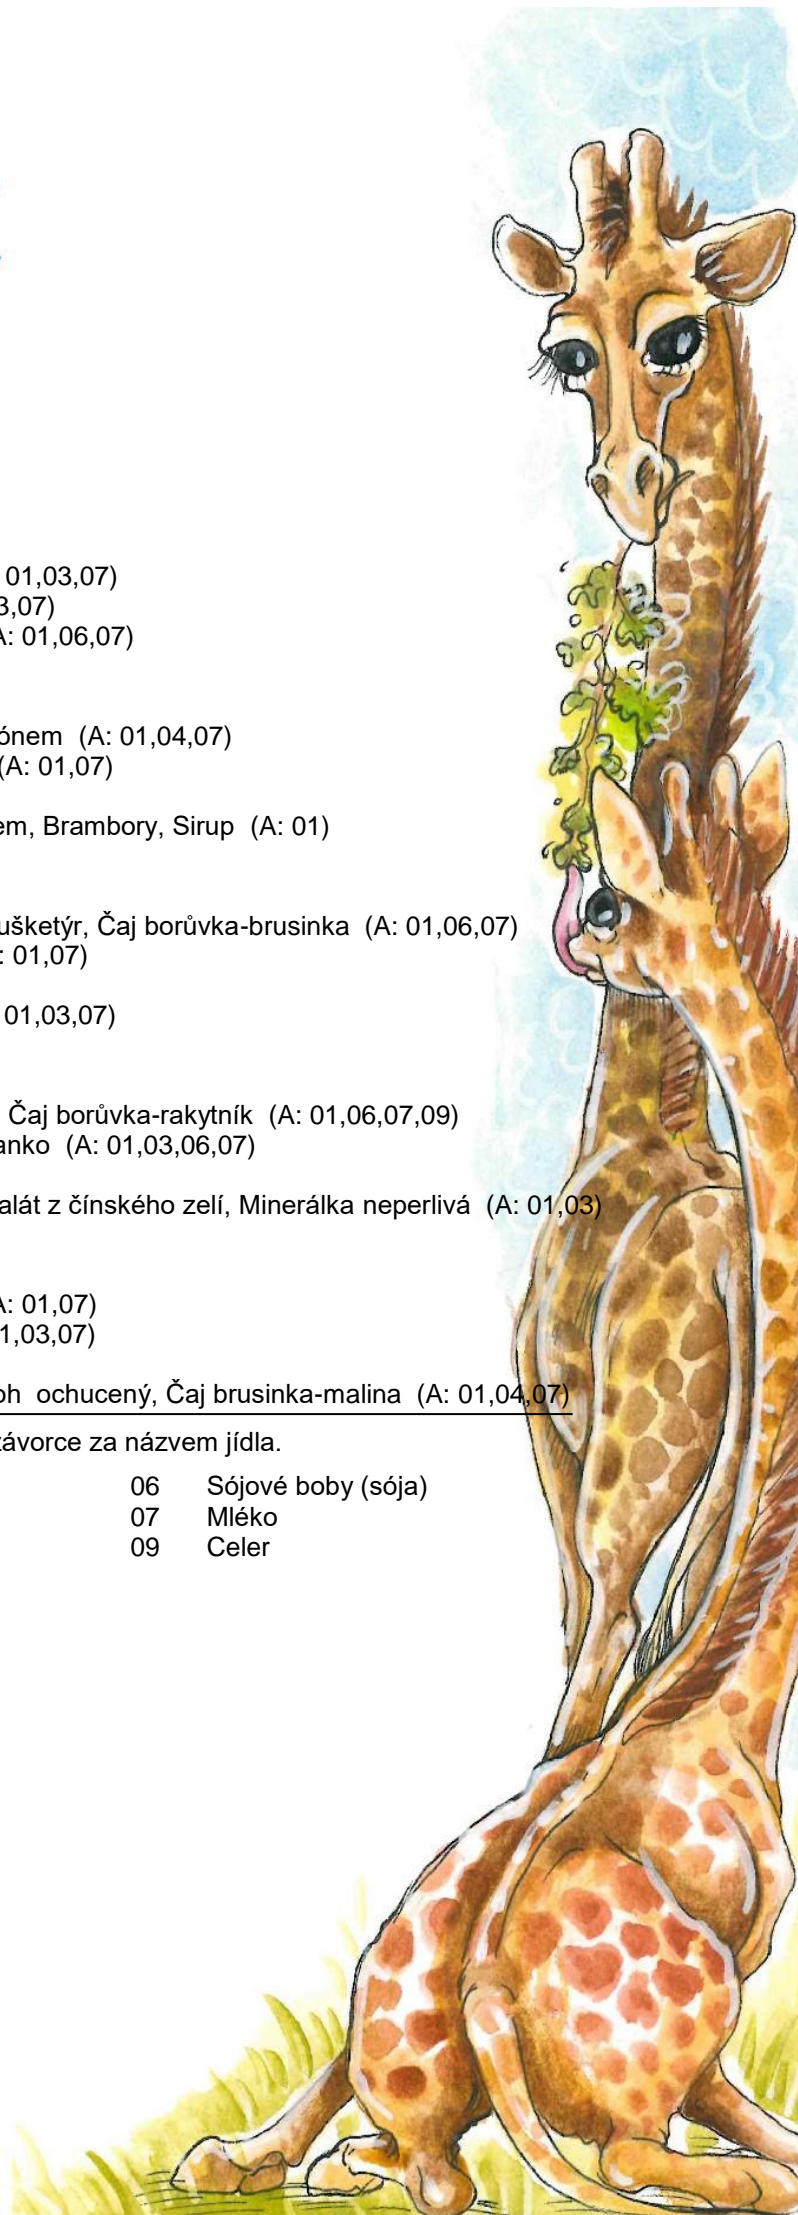 01,03,07)
3,07)
A: 01,06,07)
ónem (A: 01,04,07)
(A: 01,07)
em, Brambory, Sirup (A: 01)
ušketýr, Čaj borůvka-brusinka (A: 01,06,07)
: 01,07)
01,03,07)
Čaj borůvka-rakytník (A: 01,06,07,09)
anko (A: 01,03,06,07)
alát z čínského zelí, Minerálka neperlivá (A: 01,03)
A: 01,07)
1,03,07)
oh ochucený, Čaj brusinka-malina (A: 01,04,07)
závorce za názvem jídla.
06 Sójové boby (sója)
07 Mléko
09 Celer